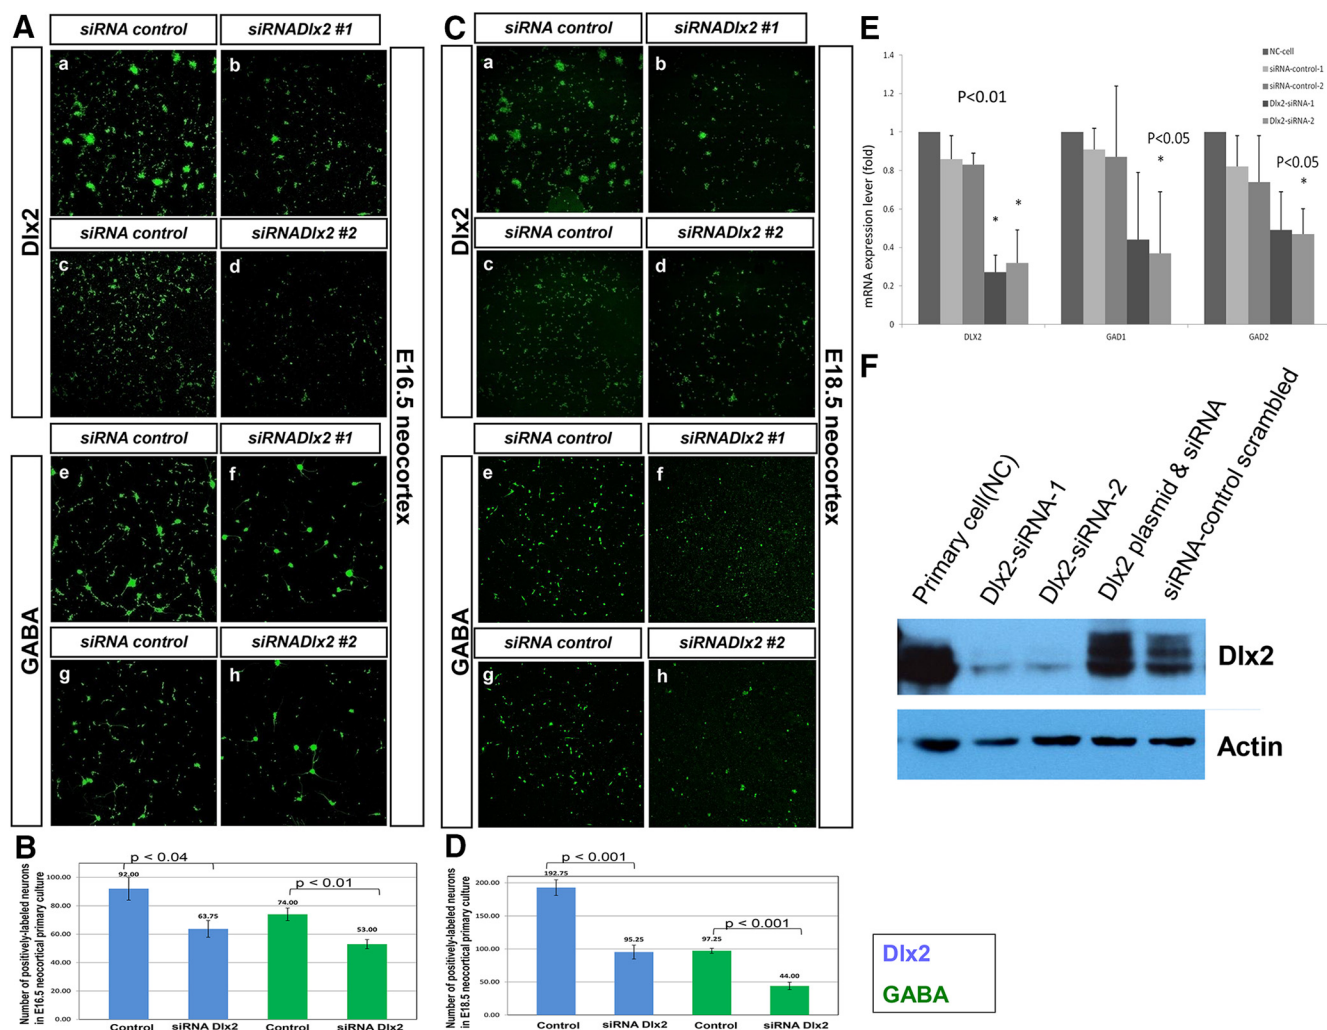 A
siRNA control
siRNADlx2 #1
a
b
Dlx2
siRNA control
siRNADlx2 #2
c
d
siRNA control
siRNADlx2 #1
e
f
GABA
siRNA control
siRNADlx2 #2
g
h
E16.5 neocortex
B
Number of positively-labeled neurons
in E16.5 neocortical primary culture
100.00
80.00
60.00
40.00
20.00
0.00
p < 0.04
92.00
63.75
p < 0.01
74.00
53.00
Control
siRNA Dlx2
Control
siRNA Dlx2
C
siRNA control
siRNADlx2 #1
a
b
Dlx2
siRNA control
siRNADlx2 #2
c
d
siRNA control
siRNADlx2 #1
e
f
GABA
siRNA control
siRNADlx2 #2
g
h
E18.5 neocortex
D
Number of positively-labeled neurons
in E18.5 neocortical primary culture
200.00
150.00
100.00
50.00
0.00
p < 0.001
192.75
95.25
p < 0.001
97.25
44.00
Control
siRNA Dlx2
Control
siRNA Dlx2
E
mRNA expression lever (fold)
1.4
1.2
1
0.8
0.6
0.4
0.2
0
NC-cell
siRNA-control-1
siRNA-control-2
Dlx2-siRNA-1
Dlx2-siRNA-2
P<0.01
*
*
P<0.05
*
P<0.05
*
DLX2
GAD1
GAD2
F
Primary cell(NC)
Dlx2-siRNA-1
Dlx2-siRNA-2
Dlx2 plasmid & siRNA
siRNA-control scrambled
Dlx2
Actin
Dlx2
GABA